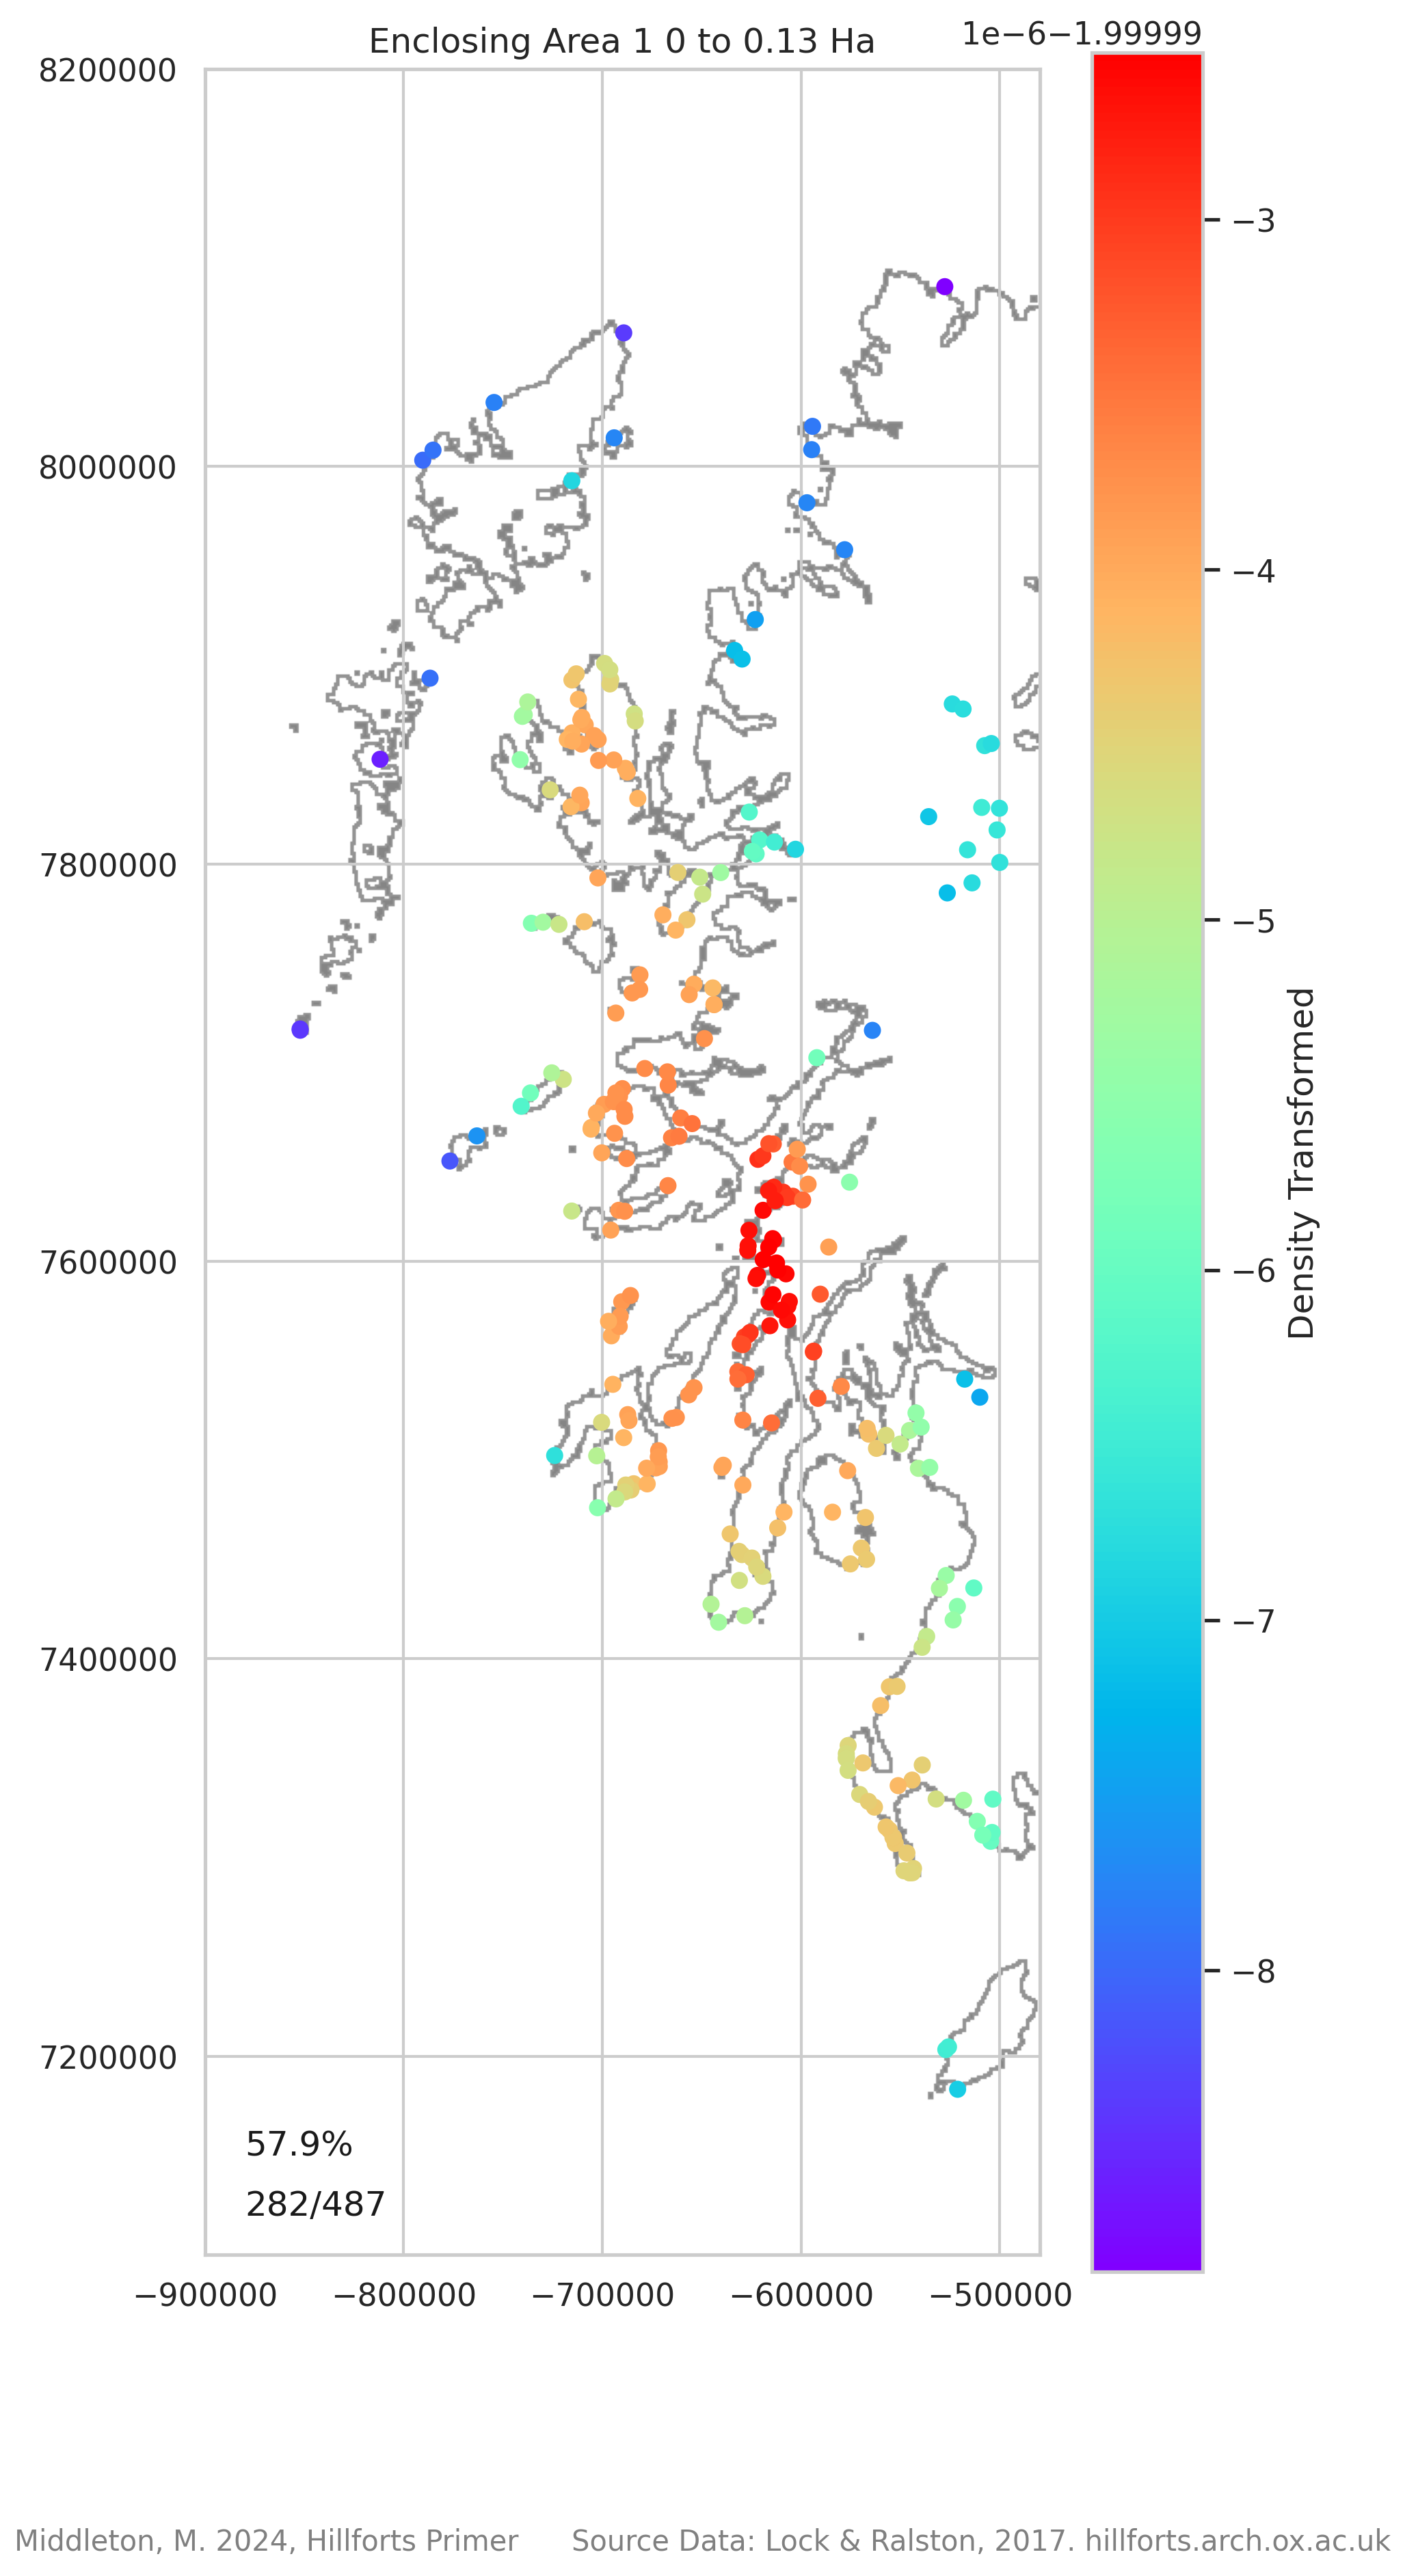 Enclosing Area 1 0 to 0.13 Ha
1e−6−1.99999
8200000
8000000
7800000
7600000
7400000
7200000
−3
−4
−5
−6
−7
−8
Density Transformed
57.9%
282/487
−900000 −800000 −700000 −600000 −500000
Middleton, M. 2024, Hillforts Primer Source Data: Lock & Ralston, 2017. hillforts.arch.ox.ac.uk